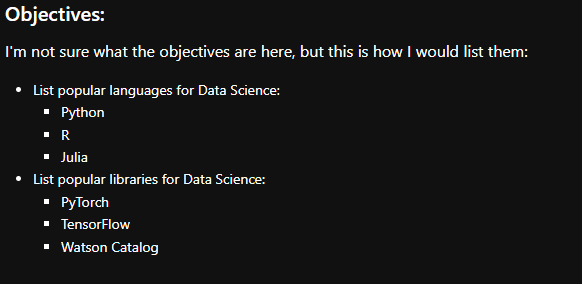 Objectives:
I'm not sure what the objectives are here, but this is how I would list them:
List popular languages for Data Science:
Python
R
Julia
List popular libraries for Data Science:
PyTorch
TensorFlow
Watson Catalog